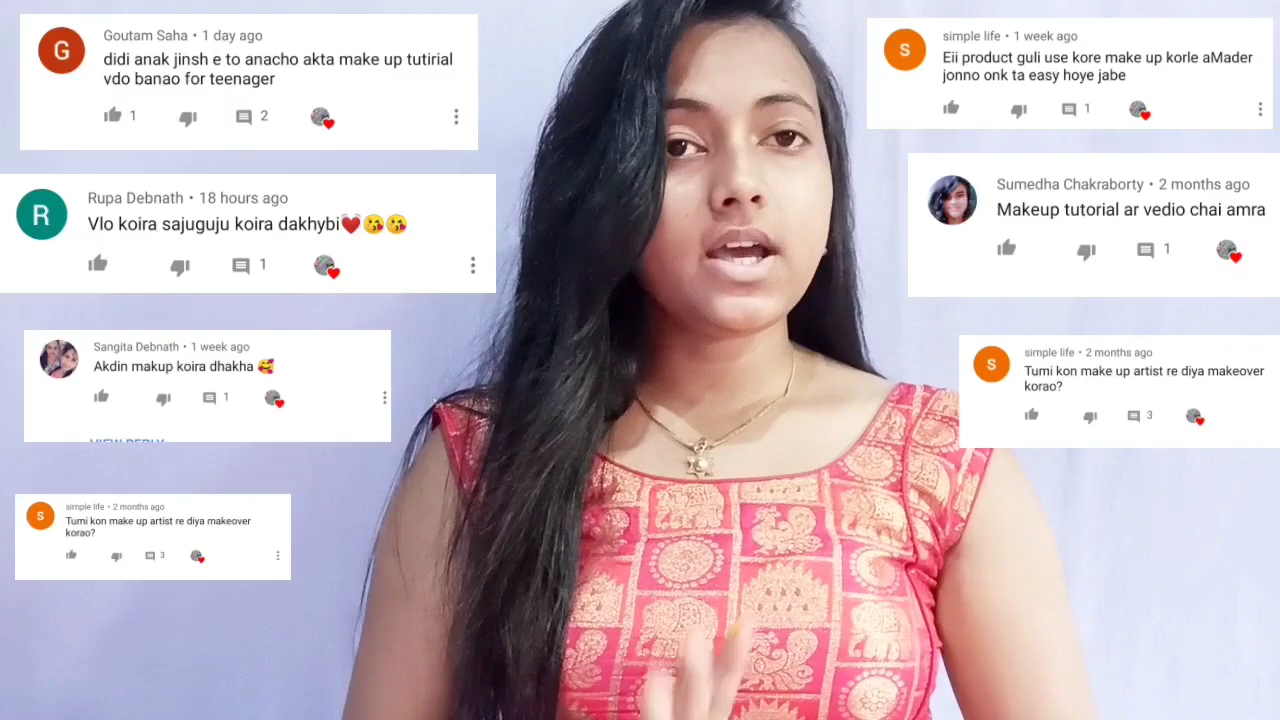 Goutam Saha • 1 day ago
didi anak jinsh e to anacho akta make up tutirial
vdo banao for teenager
1
2
Rupa Debnath • 18 hours ago
Vlo koira sajuguju koira dakhybi💓😘😘
1
Sangita Debnath • 1 week ago
Akdin makup koira dhakha 🥰
1
VIEW REPLY
simple life • 2 months ago
Tumi kon make up artist re diya makeover
korao?
3
simple life • 1 week ago
Eii product guli use kore make up korle aMader
jonno onk ta easy hoye jabe
1
Sumedha Chakraborty • 2 months ago
Makeup tutorial ar vedio chai amra
1
simple life • 2 months ago
Tumi kon make up artist re diya makeover
korao?
3